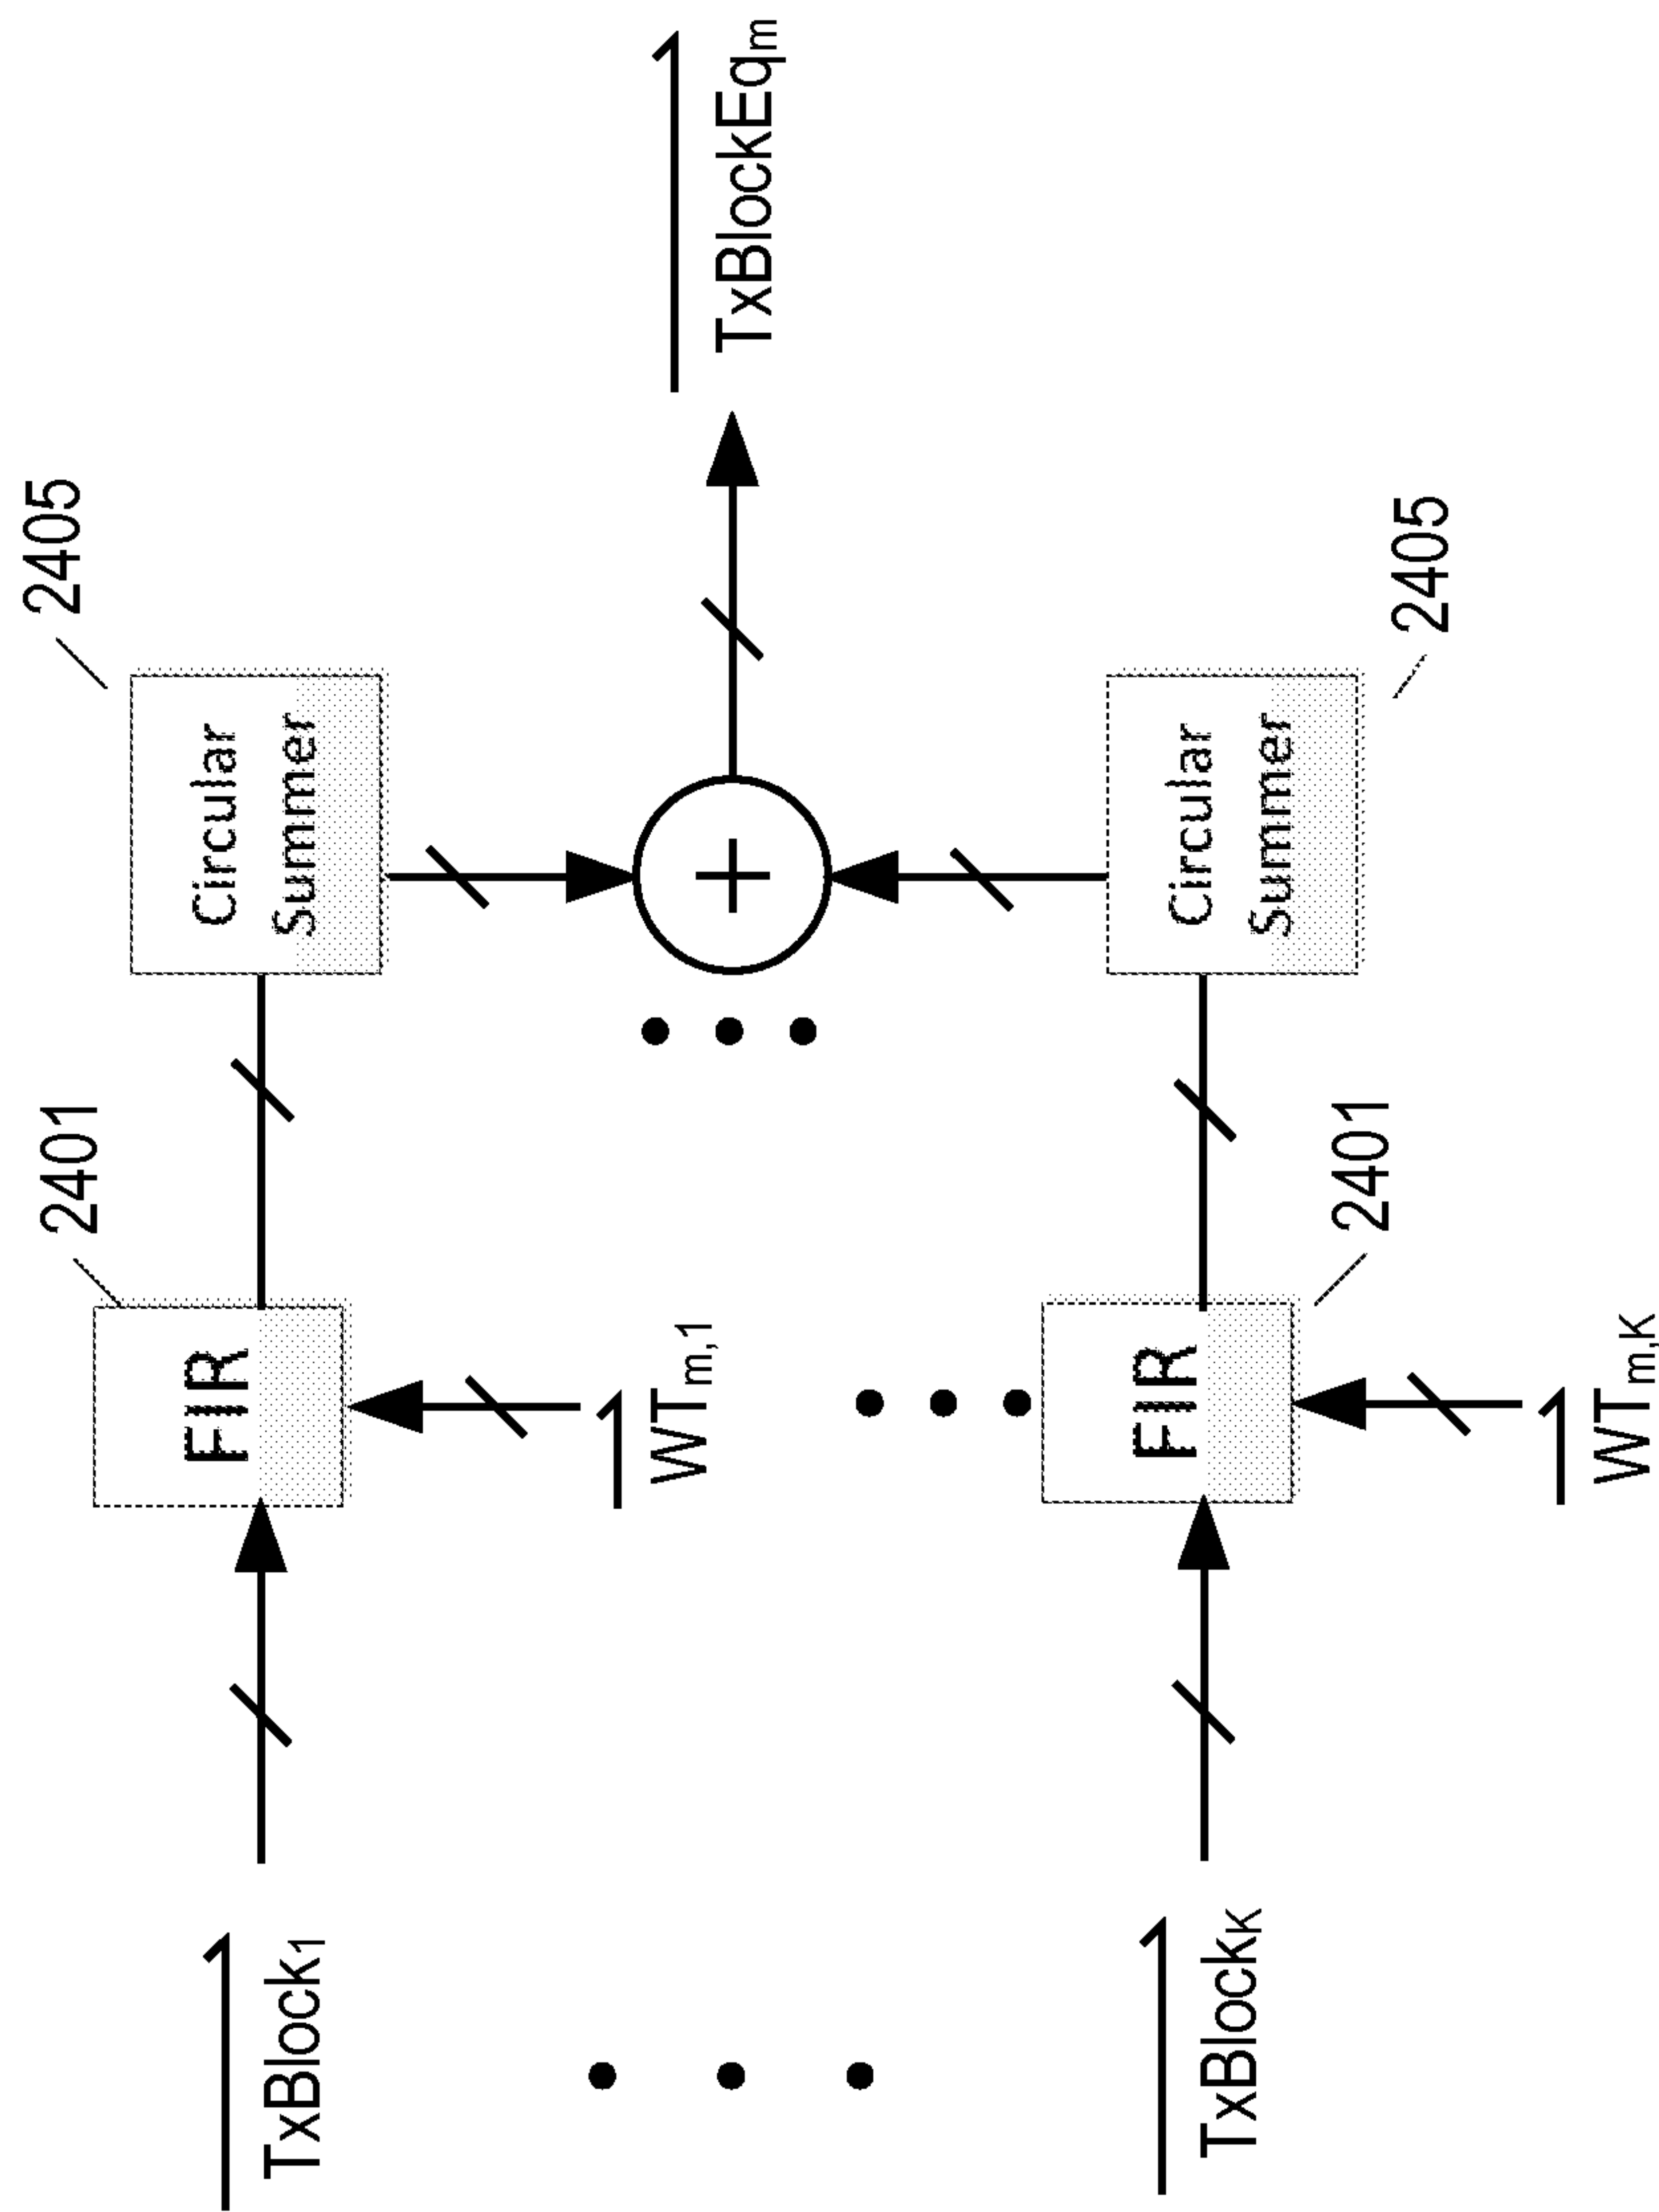 2405
2401
Circular
Summer
FIR
TxBlock1
WTm,1
TxBlockEqm
+
Circular
Summer
FIR
TxBlockK
2405
2401
WTm,K